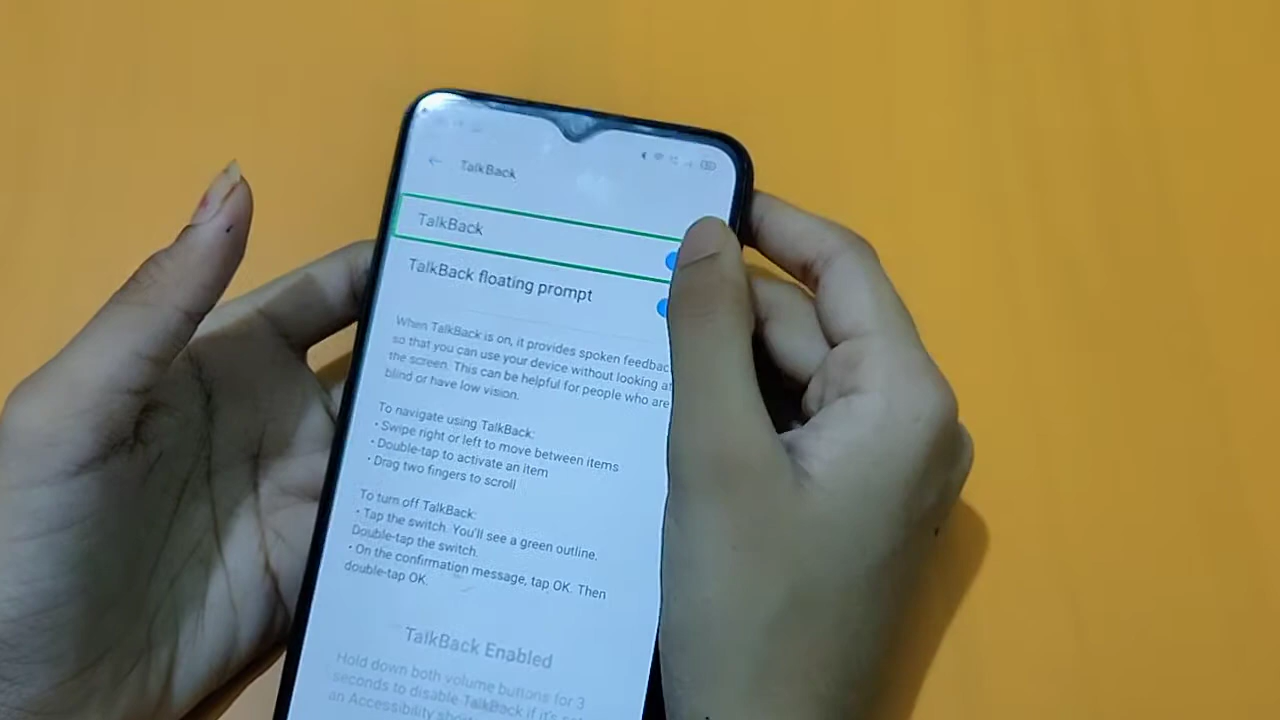 TalkBack
TalkBack
TalkBack floating prompt
When TalkBack is on, it provides spoken feedbac
so that you can use your device without looking at
the screen. This can be helpful for people who are
blind or have low vision.
To navigate using TalkBack:
• Swipe right or left to move between items
• Double-tap to activate an item
• Drag two fingers to scroll
To turn off TalkBack:
• Tap the switch. You'll see a green outline.
Double-tap the switch.
• On the confirmation message, tap OK. Then
double-tap OK.
TalkBack Enabled
Hold down both volume buttons for 3
seconds to disable TalkBack if it's
an Accessibility